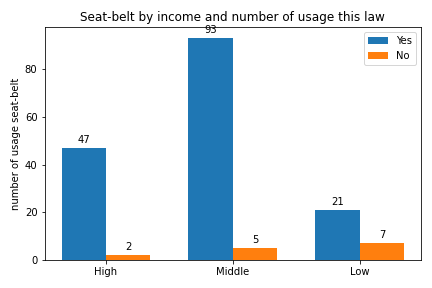 Seat-belt by income and number of usage this law
Yes
No
number of usage seat-belt
80
60
40
20
0
47
2
93
5
21
7
High
Middle
Low